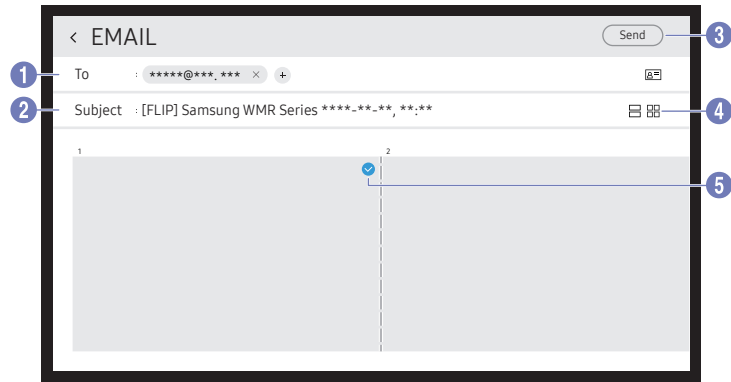 < EMAIL
Send
3
1
To : *****@***.*** × +
2
Subject : [FLIP] Samsung WMR Series ****-**-**, **:**
4
1
2
5